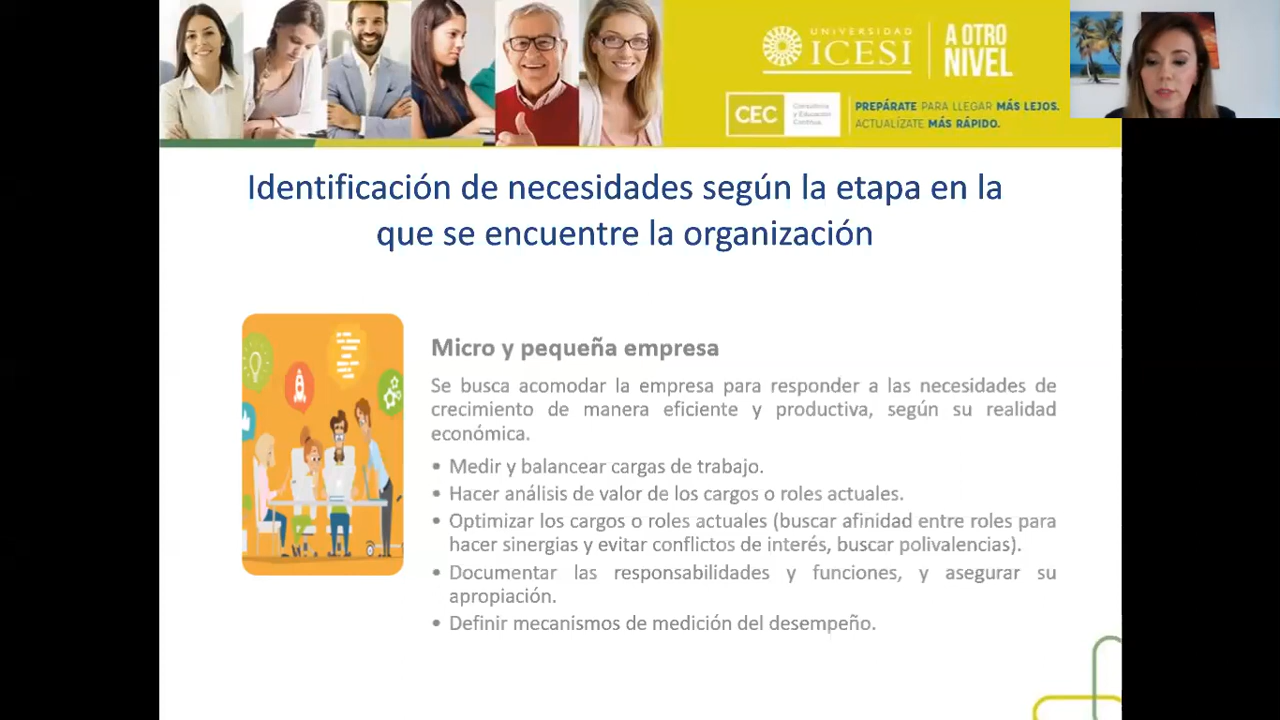 UNIVERSIDAD
ICESI
A OTRO
NIVEL
CEC
Consultoría
y Educación
Continua
PREPÁRATE PARA LLEGAR MÁS LEJOS.
ACTUALÍZATE MÁS RÁPIDO.
Identificación de necesidades según la etapa en la
que se encuentre la organización
Micro y pequeña empresa
Se busca acomodar la empresa para responder a las necesidades de
crecimiento de manera eficiente y productiva, según su realidad
económica.
• Medir y balancear cargas de trabajo.
• Hacer análisis de valor de los cargos o roles actuales.
• Optimizar los cargos o roles actuales (buscar afinidad entre roles para
hacer sinergias y evitar conflictos de interés, buscar polivalencias).
• Documentar las responsabilidades y funciones, y asegurar su
apropiación.
• Definir mecanismos de medición del desempeño.